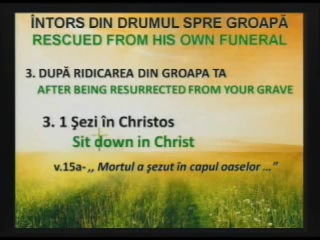 ÎNTORS DIN DRUMUL SPRE GROAPĂ
RESCUED FROM HIS OWN FUNERAL
3. DUPĂ RIDICAREA DIN GROAPA TA
AFTER BEING RESURRECTED FROM YOUR GRAVE
3. 1 Şezi în Christos
Sit down in Christ
v.15a- ,, Mortul a şezut în capul oaselor ..."